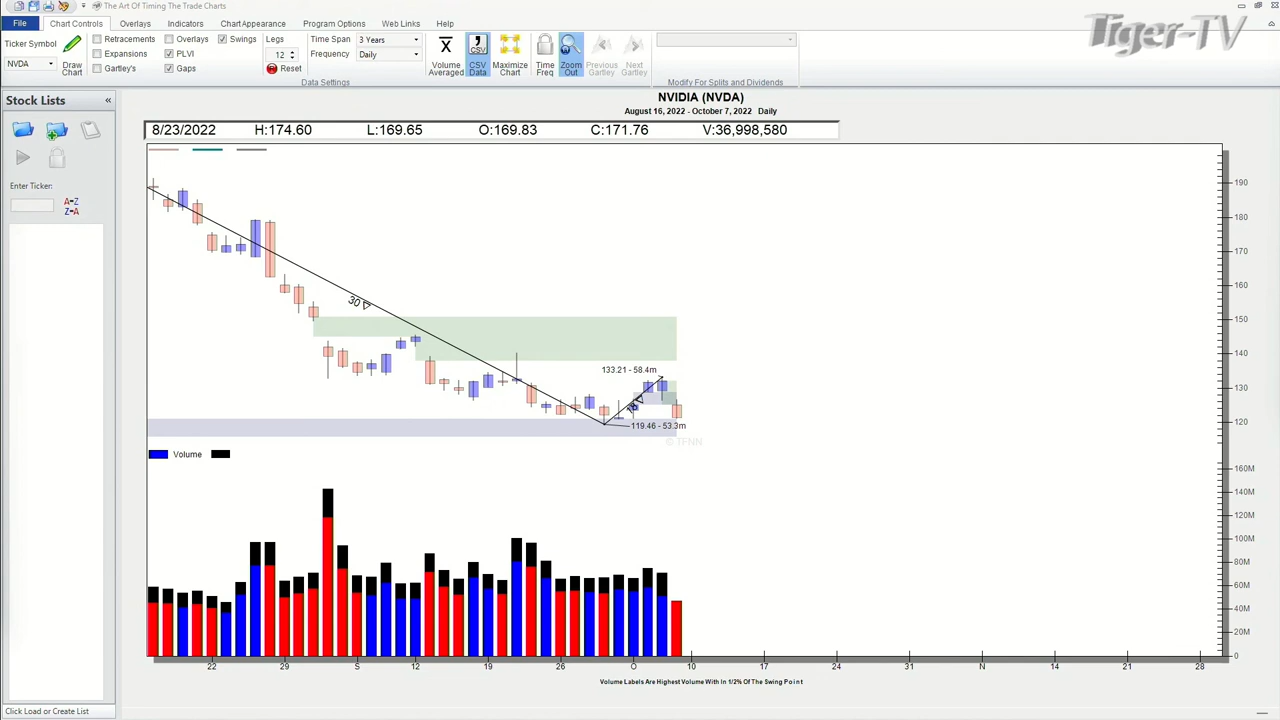 The Art Of Timing The Trade Charts
File
Chart Controls
Overlays
Indicators
Chart Appearance
Program Options
Web Links
Help
Tiger-TV
Ticker Symbol
NVDA
Draw Chart
Retracements
Overlays
Swings
Expansions
PLVI
Gartley's
Gaps
Legs
12
Reset
Time Span
3 Years
Frequency
Daily
Data Settings
Volume Averaged
CSV
CSV Data
Maximize Chart
Time Freq
Zoom Out
Previous Gartley
Next Gartley
Modify For Splits and Dividends
Stock Lists
«
Enter Ticker:
A-Z
Z-A
Click Load or Create List
NVIDIA (NVDA)
August 16, 2022 - October 7, 2022 Daily
8/23/2022 H:174.60 L:169.65 O:169.83 C:171.76 V:36,998,580
190
180
170
160
150
140
130
120
30
133.21 - 58.4m
119.46 - 53.3m
© TFNN
Volume
160M
140M
120M
100M
80M
60M
40M
20M
0
22 29 S 12 19 26 O 10 17 24 31 N 14 21 28
Volume Labels Are Highest Volume With In 1/2% Of The Swing Point